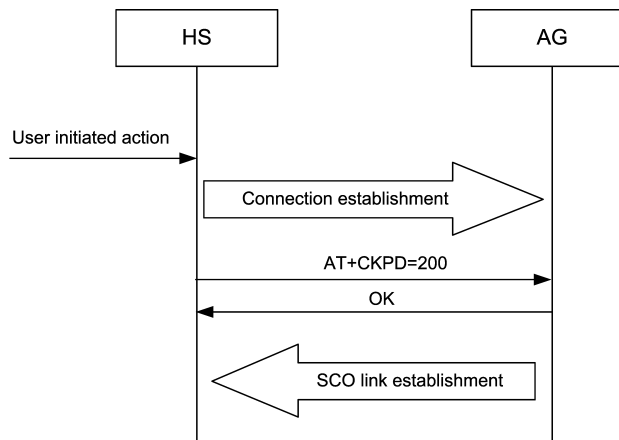 HS
AG
User initiated action
Connection establishment
AT+CKPD=200
OK
SCO link establishment